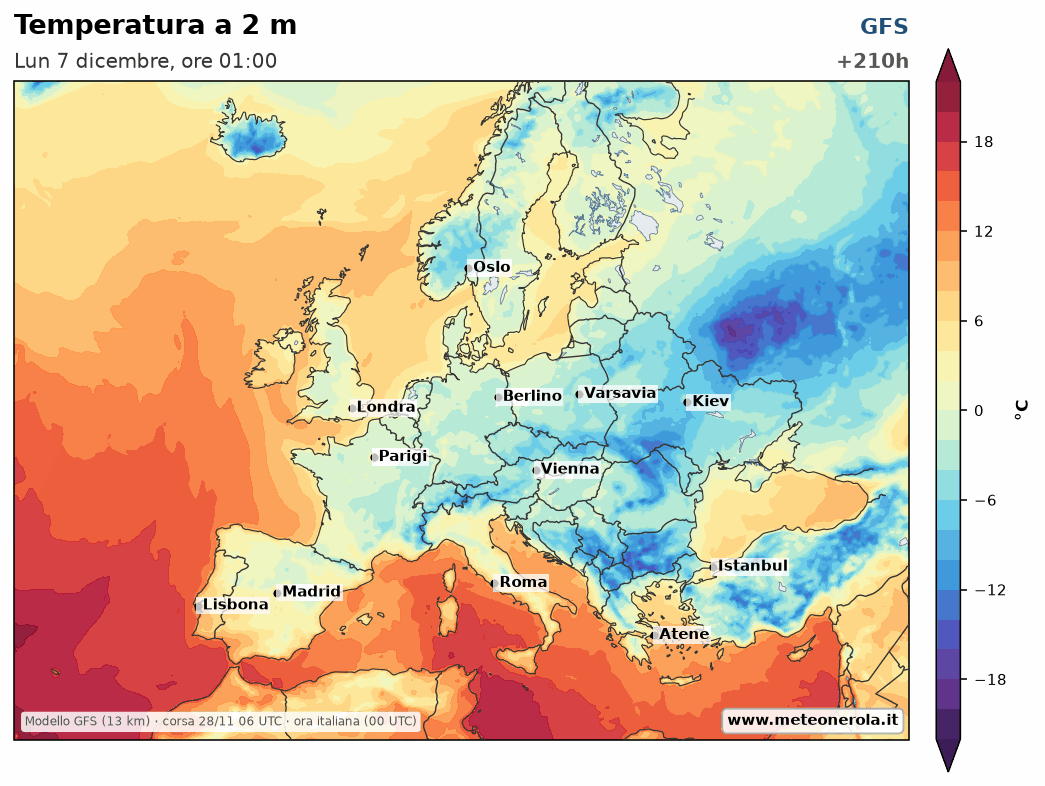 Temperatura a 2 m
GFS
Lun 7 dicembre, ore 01:00
+210h
18
12
6
0
−6
−12
−18
°C
Oslo
Londra
Berlino
Varsavia
Kiev
Parigi
Vienna
Istanbul
Roma
Madrid
Lisbona
Atene
Modello GFS (13 km) · corsa 28/11 06 UTC · ora italiana (00 UTC)
www.meteonerola.it